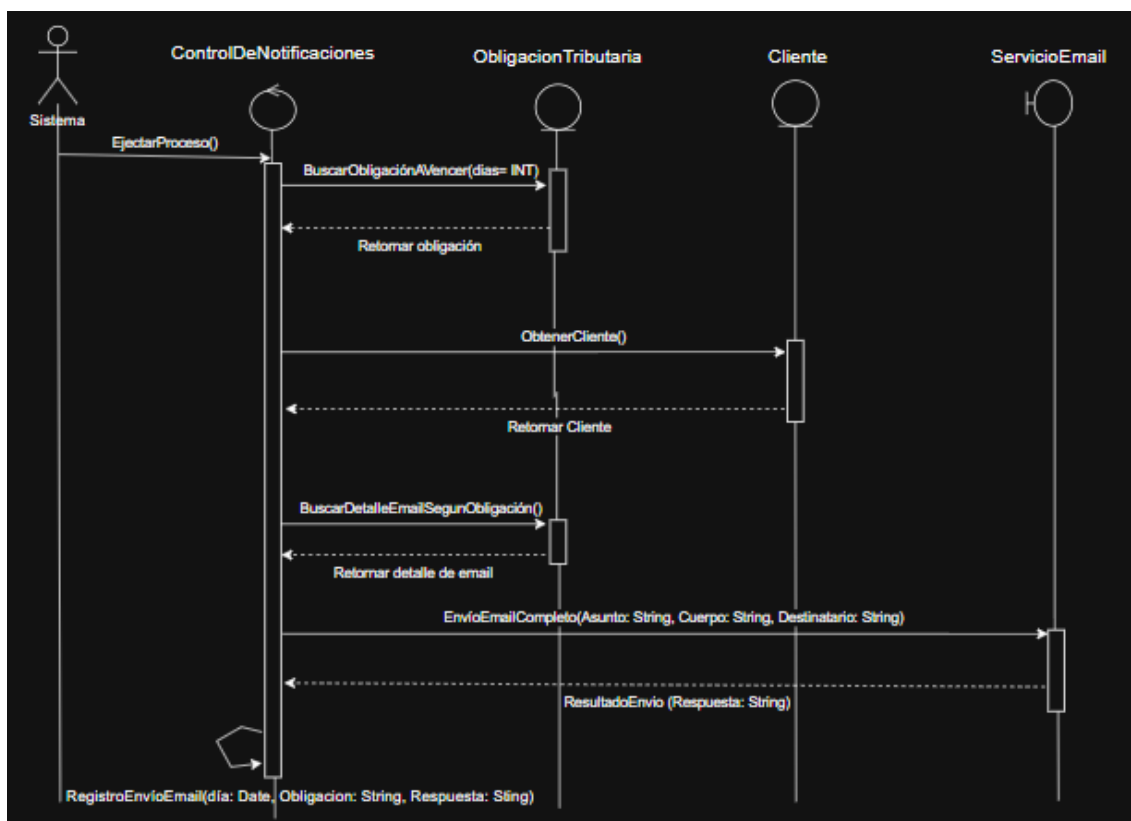 ControlDeNotificaciones
ObligacionTributaria
Cliente
ServicioEmail
Sistema
EjectarProceso()
BuscarObligaciónAVencer(dias= INT)
Retornar obligación
ObtenerCliente()
Retornar Cliente
BuscarDetalleEmailSegunObligación()
Retornar detalle de email
EnvíoEmailCompleto(Asunto: String, Cuerpo: String, Destinatario: String)
ResultadoEnvio (Respuesta: String)
RegistroEnvíoEmail(día: Date, Obligacion: String, Respuesta: Sting)